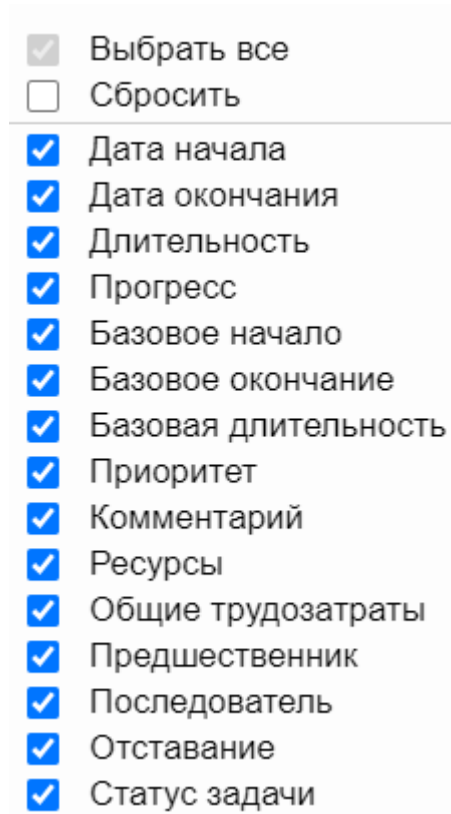 Выбрать все
Сбросить
Дата начала
Дата окончания
Длительность
Прогресс
Базовое начало
Базовое окончание
Базовая длительность
Приоритет
Комментарий
Ресурсы
Общие трудозатраты
Предшественник
Последователь
Отставание
Статус задачи